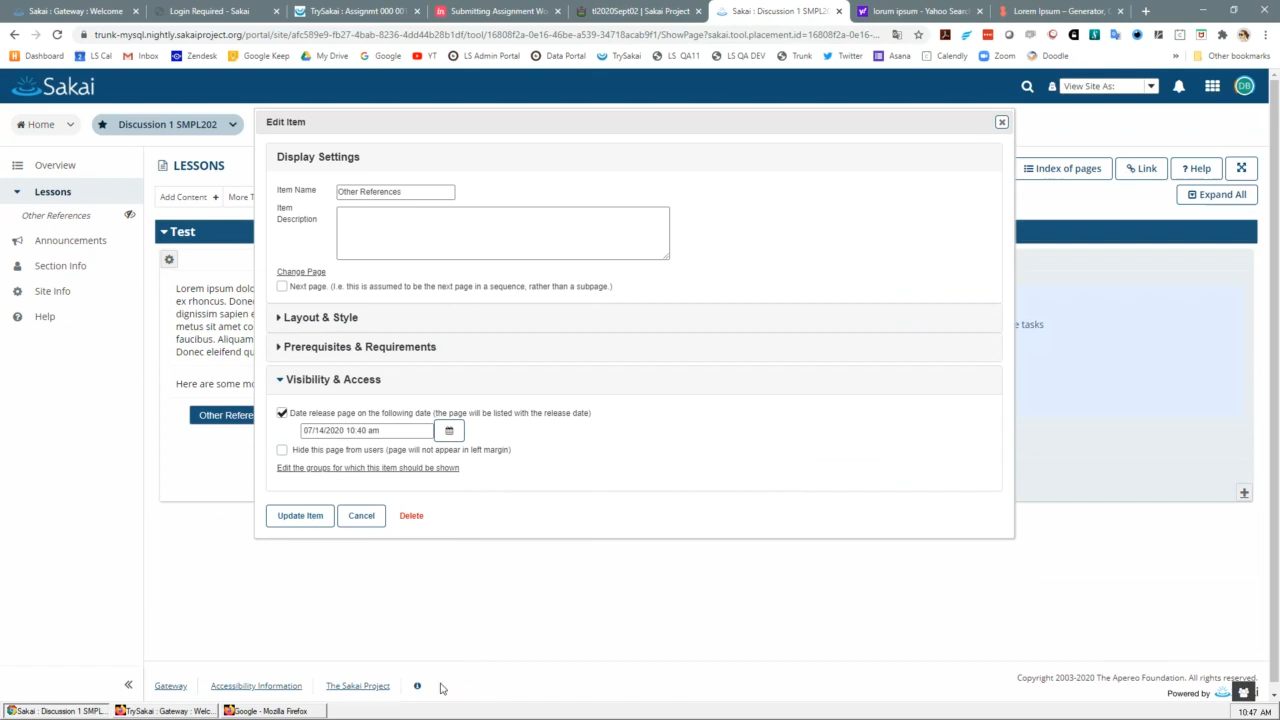 Sakai : Gateway : Welcome
Login Required - Sakai
TrySakai : Assignmt 000 001
Submitting Assignment Wo
tl2020Sept02 | Sakai Project
Sakai : Discussion 1 SMPL20
lorum ipsum - Yahoo Search
Lorem Ipsum – Generator,
trunk-mysql.nightly.sakaiproject.org/portal/site/afc589e9-fb27-4bab-8236-4dd44b28b1df/tool/16808f2a-0e16-46be-a539-34718acab9f1/ShowPage?sakai.tool.placement.id=16808f2a-0e16-...
Dashboard LS Cal Inbox Zendesk Google Keep My Drive Google YT LS Admin Portal Data Portal TrySakai LS QA11 LS QA DEV Trunk Twitter Asana Calendly Zoom Doodle » Other bookmarks
Sakai
View Site As:
DB
Home
Discussion 1 SMPL202
Edit Item
Overview
Lessons
Other References
Announcements
Section Info
Site Info
Help
LESSONS
Index of pages
Link
? Help
Expand All
Add Content +
More T
Test
Lorem ipsum d
ex rhoncus. Done
dignissim sapien e
metus sit amet co
faucibus. Aliquam
Donec eleifend qu
Here are some mo
Other Refere
e tasks
Display Settings
Item Name
Other References
Item
Description
Change Page
Next page. (I.e. this is assumed to be the next page in a sequence, rather than a subpage.)
Layout & Style
Prerequisites & Requirements
Visibility & Access
Date release page on the following date (the page will be listed with the release date)
07/14/2020 10:40 am
Hide this page from users (page will not appear in left margin)
Edit the groups for which this item should be shown
Update Item
Cancel
Delete
Gateway
Accessibility Information
The Sakai Project
Copyright 2003-2020 The Apereo Foundation. All rights reserved.
Powered by
Sakai : Discussion 1 SMPL...
TrySakai : Gateway : Welc...
Google - Mozilla Firefox
10:47 AM